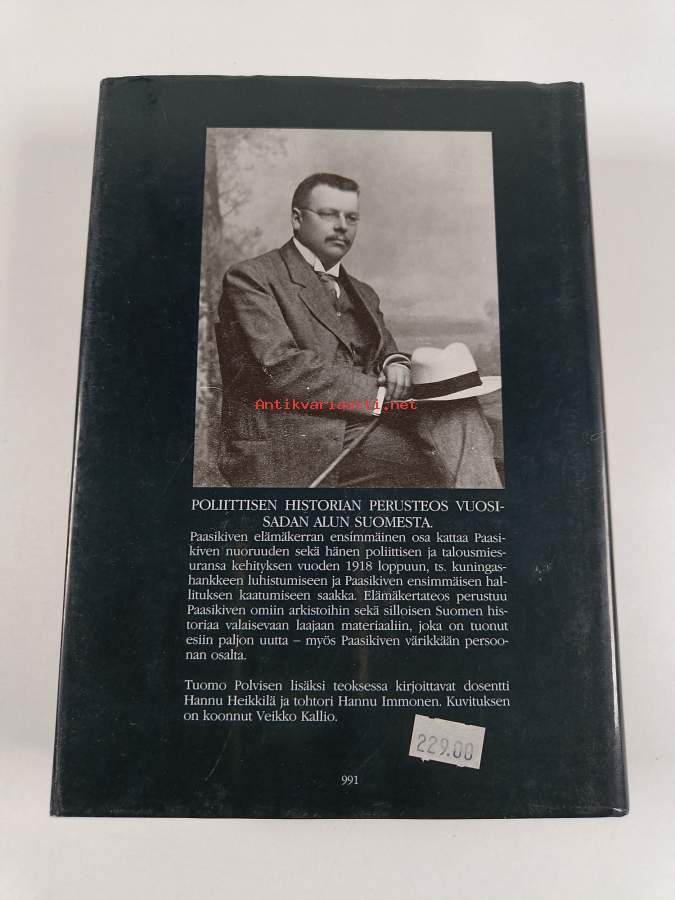 Antikvariaatti.net
POLIITTISEN HISTORIAN PERUSTEOS VUOSI-
SADAN ALUN SUOMESTA.
Paasikiven elämäkerran ensimmäinen osa kattaa Paasi-
kiven nuoruuden sekä hänen poliittisen ja talousmies-
uransa kehityksen vuoden 1918 loppuun, ts. kuningas-
hankkeen luhistumiseen ja Paasikiven ensimmäisen hal-
lituksen kaatumiseen saakka. Elämäkertateos perustuu
Paasikiven omiin arkistoihin sekä silloisen Suomen his-
toriaa valaisevaan laajaan materiaaliin, joka on tuonut
esiin paljon uutta – myös Paasikiven värikkään persoo-
nan osalta.
Tuomo Polvisen lisäksi teoksessa kirjoittavat dosentti
Hannu Heikkilä ja tohtori Hannu Immonen. Kuvituksen
on koonnut Veikko Kallio.
229.00
991